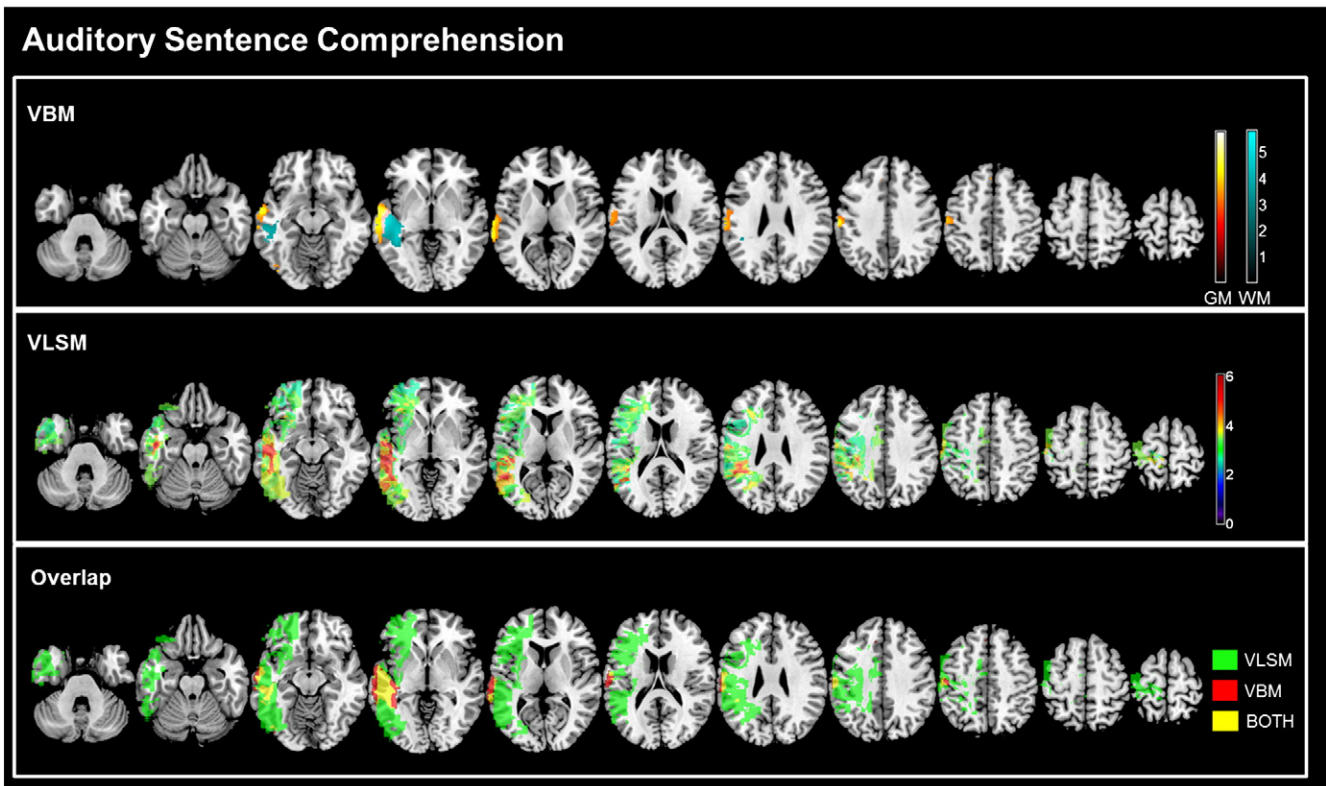 Auditory Sentence Comprehension
VBM
5
4
3
2
1
GM WM
VLSM
6
4
2
0
Overlap
VLSM
VBM
BOTH